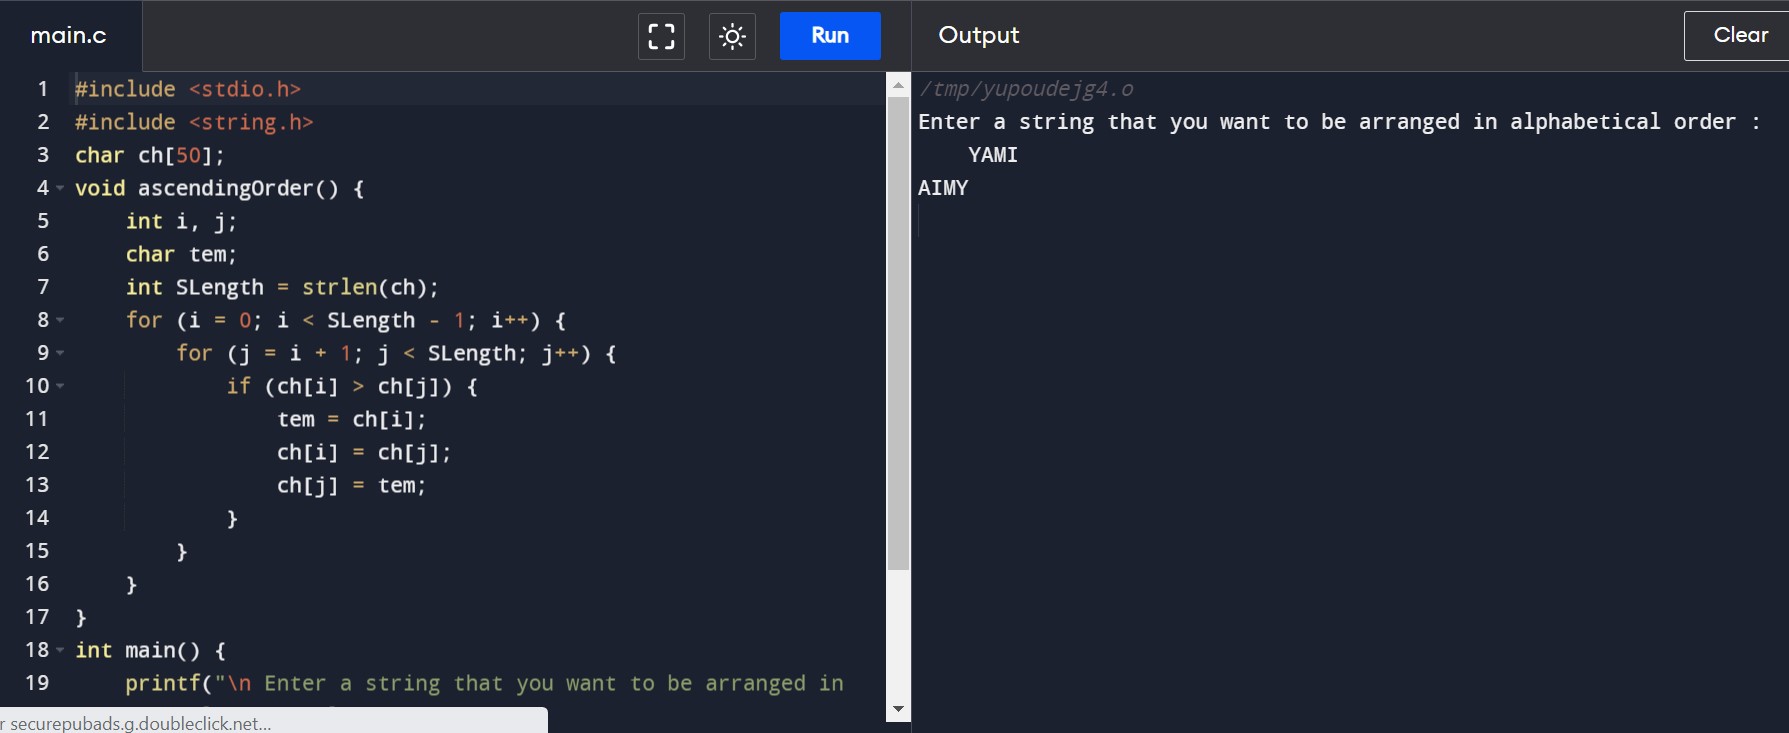 main.c
Run
1 #include <stdio.h>
2 #include <string.h>
3 char ch[50];
4 void ascendingOrder() {
5     int i, j;
6     char tem;
7     int SLength = strlen(ch);
8     for (i = 0; i < SLength - 1; i++) {
9         for (j = i + 1; j < SLength; j++) {
10             if (ch[i] > ch[j]) {
11                 tem = ch[i];
12                 ch[i] = ch[j];
13                 ch[j] = tem;
14             }
15         }
16     }
17 }
18 int main() {
19     printf("\n Enter a string that you want to be arranged in
r securepubads.g.doubleclick.net...
Output
Clear
/tmp/yupoudejg4.o
Enter a string that you want to be arranged in alphabetical order :
    YAMI
AIMY